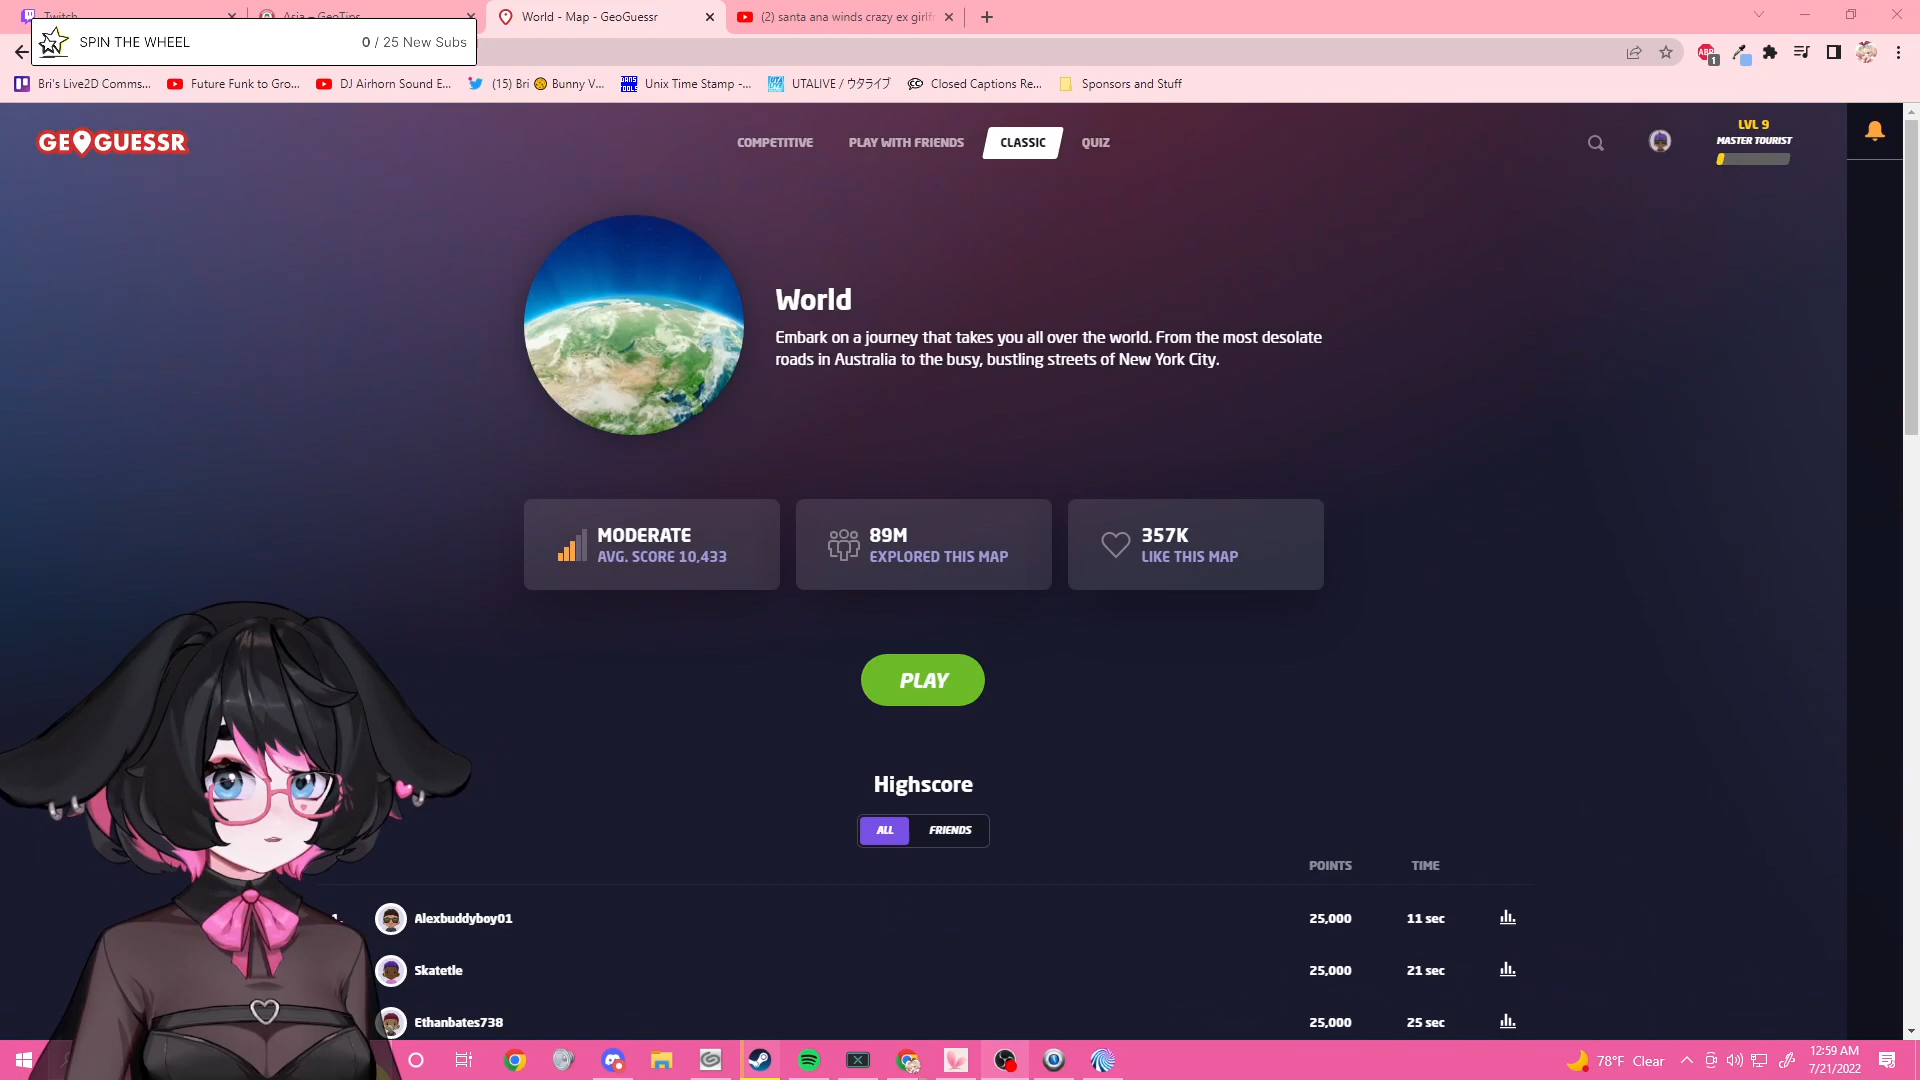 Twitch
Asia – GeoTips
World - Map - GeoGuessr
(2) santa ana winds crazy ex girlfr
SPIN THE WHEEL
0 / 25 New Subs
Bri's Live2D Comms...
Future Funk to Gro...
DJ Airhorn Sound E...
(15) Bri
Bunny V...
Unix Time Stamp -...
UTALIVE / ウタライブ
Closed Captions Re...
Sponsors and Stuff
GEOGUESSR
COMPETITIVE
PLAY WITH FRIENDS
CLASSIC
QUIZ
LVL 9
MASTER TOURIST
World
Embark on a journey that takes you all over the world. From the most desolate
roads in Australia to the busy, bustling streets of New York City.
MODERATE
AVG. SCORE 10,433
89M
EXPLORED THIS MAP
357K
LIKE THIS MAP
PLAY
Highscore
ALL
FRIENDS
POINTS
TIME
Alexbuddyboy01
25,000
11 sec
Skatetle
25,000
21 sec
Ethanbates738
25,000
25 sec
78°F Clear
12:59 AM
7/21/2022